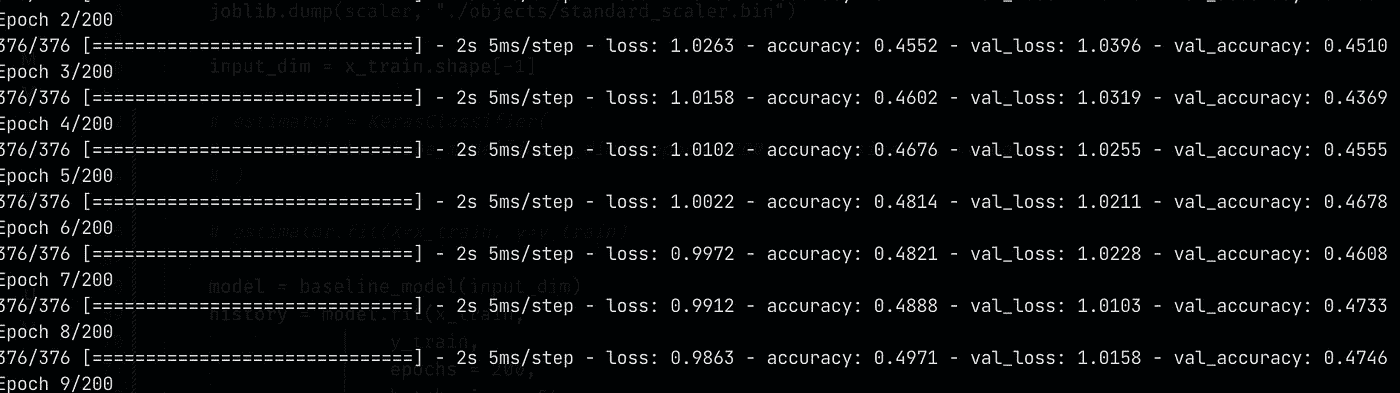 joblib.dump(scaler, "./objects/standard_scaler.bin")
Epoch 2/200
376/376 [==============================] - 2s 5ms/step - loss: 1.0263 - accuracy: 0.4552 - val_loss: 1.0396 - val_accuracy: 0.4510
input_dim = x_train.shape[-1]
Epoch 3/200
376/376 [==============================] - 2s 5ms/step - loss: 1.0158 - accuracy: 0.4602 - val_loss: 1.0319 - val_accuracy: 0.4369
# estimator = KerasClassifier(
Epoch 4/200
376/376 [==============================] - 2s 5ms/step - loss: 1.0102 - accuracy: 0.4676 - val_loss: 1.0255 - val_accuracy: 0.4555
Epoch 5/200
# )
376/376 [==============================] - 2s 5ms/step - loss: 1.0022 - accuracy: 0.4814 - val_loss: 1.0211 - val_accuracy: 0.4678
Epoch 6/200
# estimator.fit(X=x_train, y=y_train)
376/376 [==============================] - 2s 5ms/step - loss: 0.9972 - accuracy: 0.4821 - val_loss: 1.0228 - val_accuracy: 0.4608
Epoch 7/200
model = baseline_model(input_dim)
376/376 [==============================] - 2s 5ms/step - loss: 0.9912 - accuracy: 0.4888 - val_loss: 1.0103 - val_accuracy: 0.4733
history = model.fit(x_train,
Epoch 8/200
y_train,
376/376 [==============================] - 2s 5ms/step - loss: 0.9863 - accuracy: 0.4971 - val_loss: 1.0158 - val_accuracy: 0.4746
epochs = 200,
Epoch 9/200